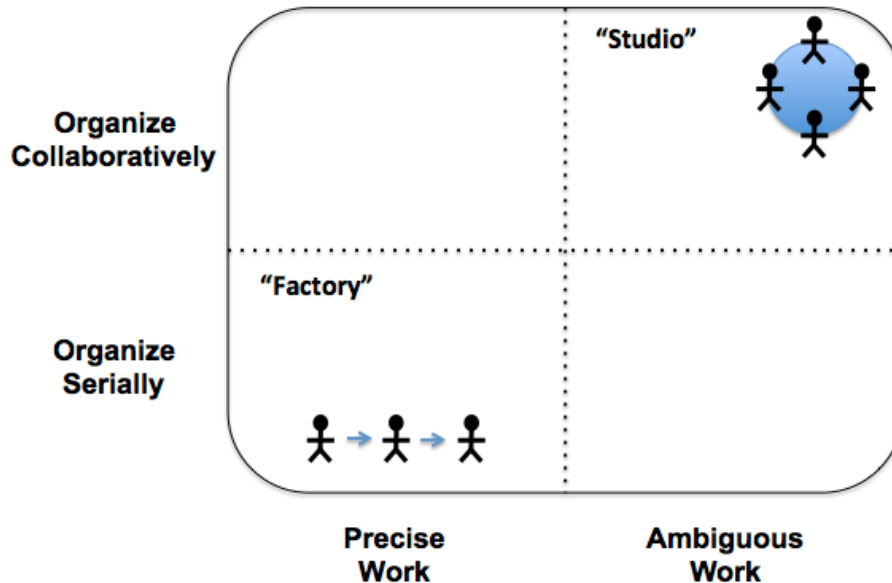 “Studio”
Organize
Collaboratively
“Factory”
Organize
Serially
Precise
Work
Ambiguous
Work